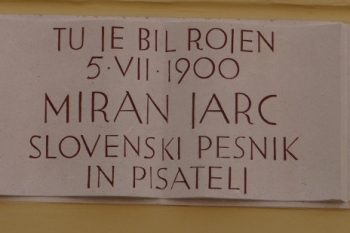 TU JE BIL ROJEN
5·VII·1900
MIRAN JARC
SLOVENSKI PESNIK
IN PISATELJ